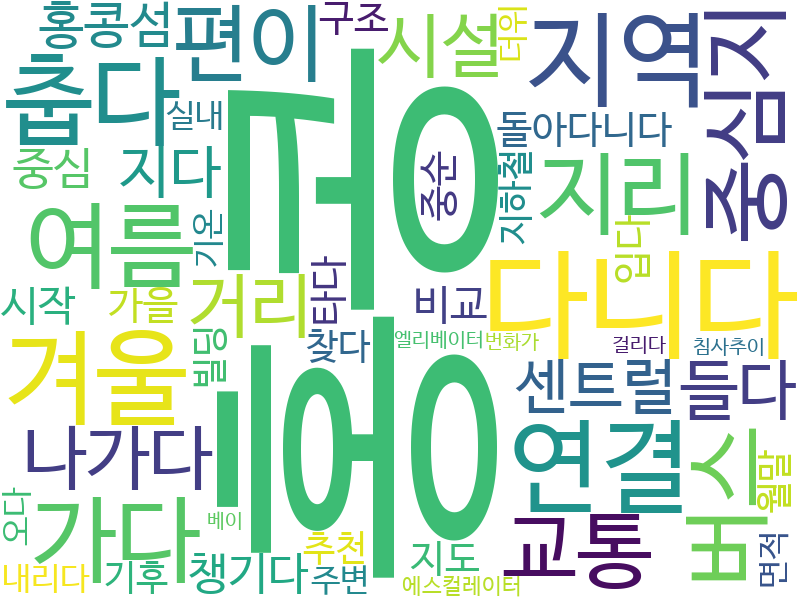 홍콩섬
편이
구조
시설
더위
지역
중심지
춥다
실내
홍콩
중순
돌아다니다
중심
지다
지하철
지리
여름
기온
입다
다니다
시작
가을
거리
타다
비교
겨울
빌딩
찾다
엘리베이터
번화가
걸리다
침사추이
센트럴
들다
나가다
연결
버스
월말
오다
가다
베이
교통
추천
지도
면적
내리다
기후
챙기다
주변
에스컬레이터